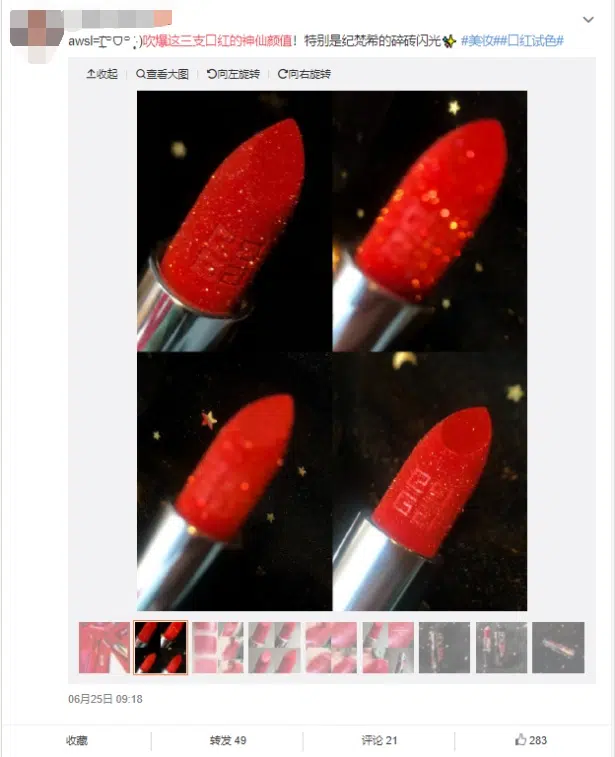 awsl=͟͟͞͞(꒪ᗜ꒪ ‧̣̥̇)吹爆这三支口红的神仙颜值！特别是纪梵希的碎砖闪光✨ #美妆##口红试色#
收起 查看大图 向左旋转 向右旋转
06月25日 09:18
收藏 转发 49 评论 21 283